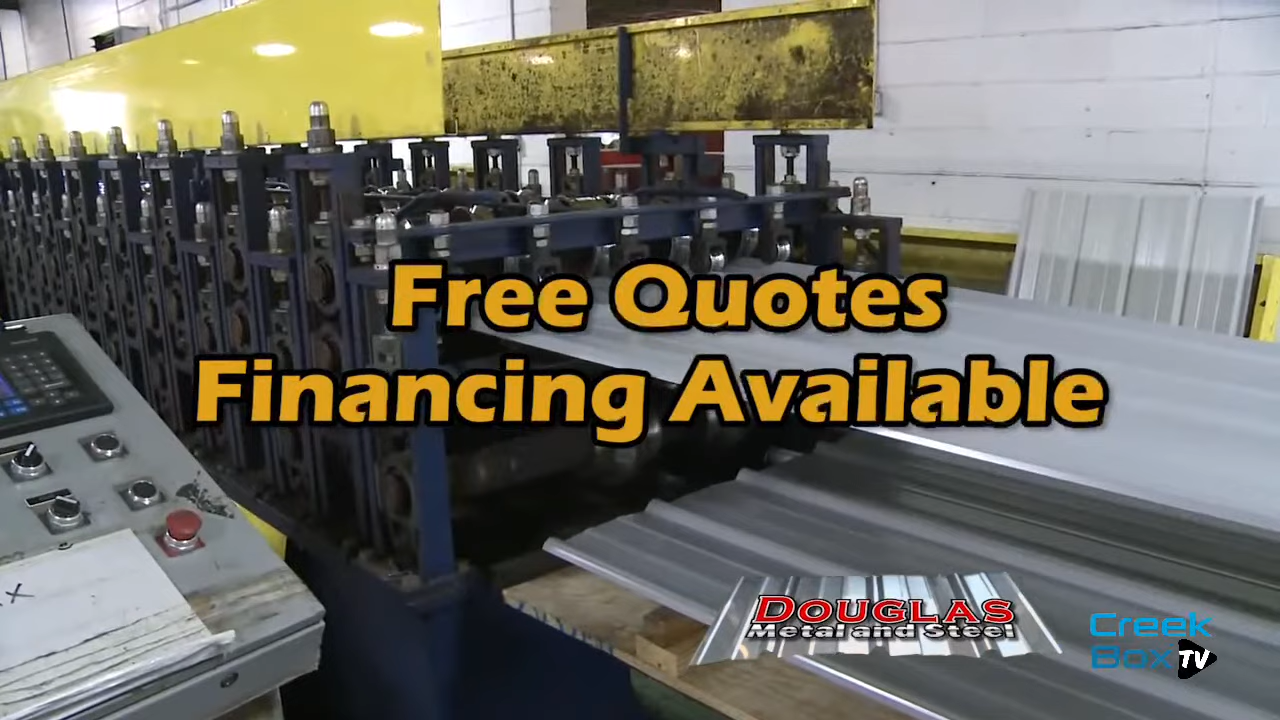 Free Quotes
Financing Available
DOUGLAS
Metal and Steel
Creek
Box TV
X